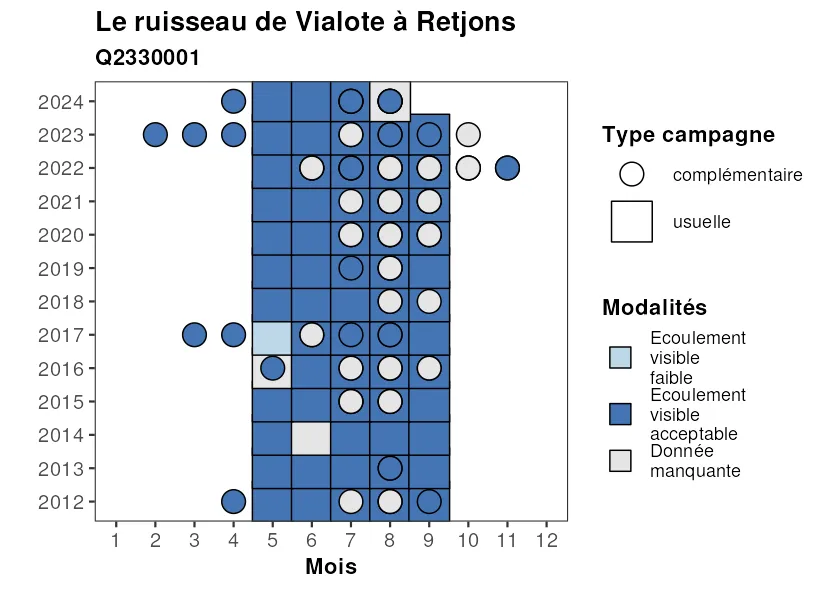 Le ruisseau de Vialote à Retjons
Q2330001
2024
2023
2022
2021
2020
2019
2018
2017
2016
2015
2014
2013
2012
1 2 3 4 5 6 7 8 9 10 11 12
Mois
Type campagne
complémentaire
usuelle
Modalités
Ecoulement
visible
faible
Ecoulement
visible
acceptable
Donnée
manquante